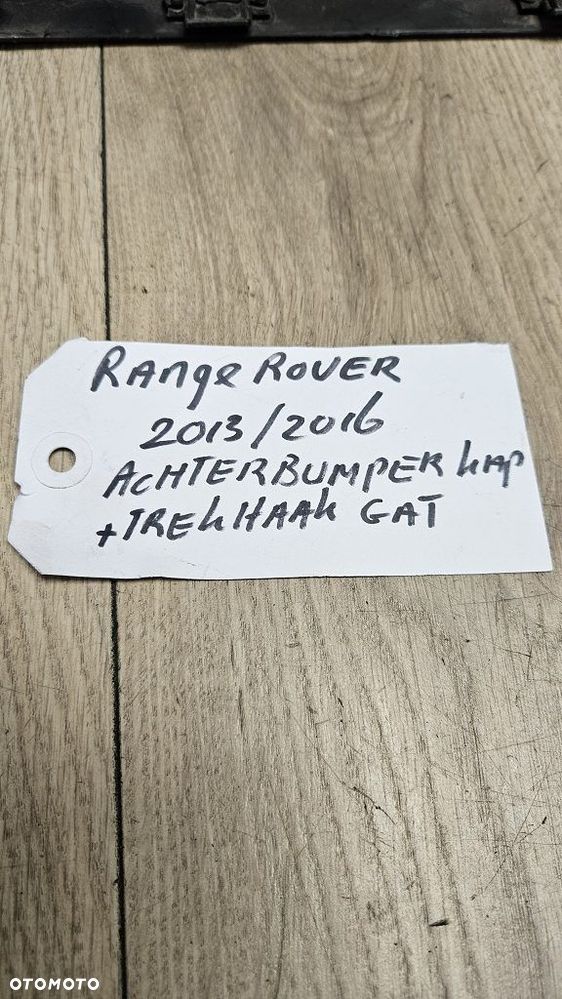 Range ROVER
2013/2016
ACHTERBUMPER kap
+TREKHAAK GAT
OTOMOTO